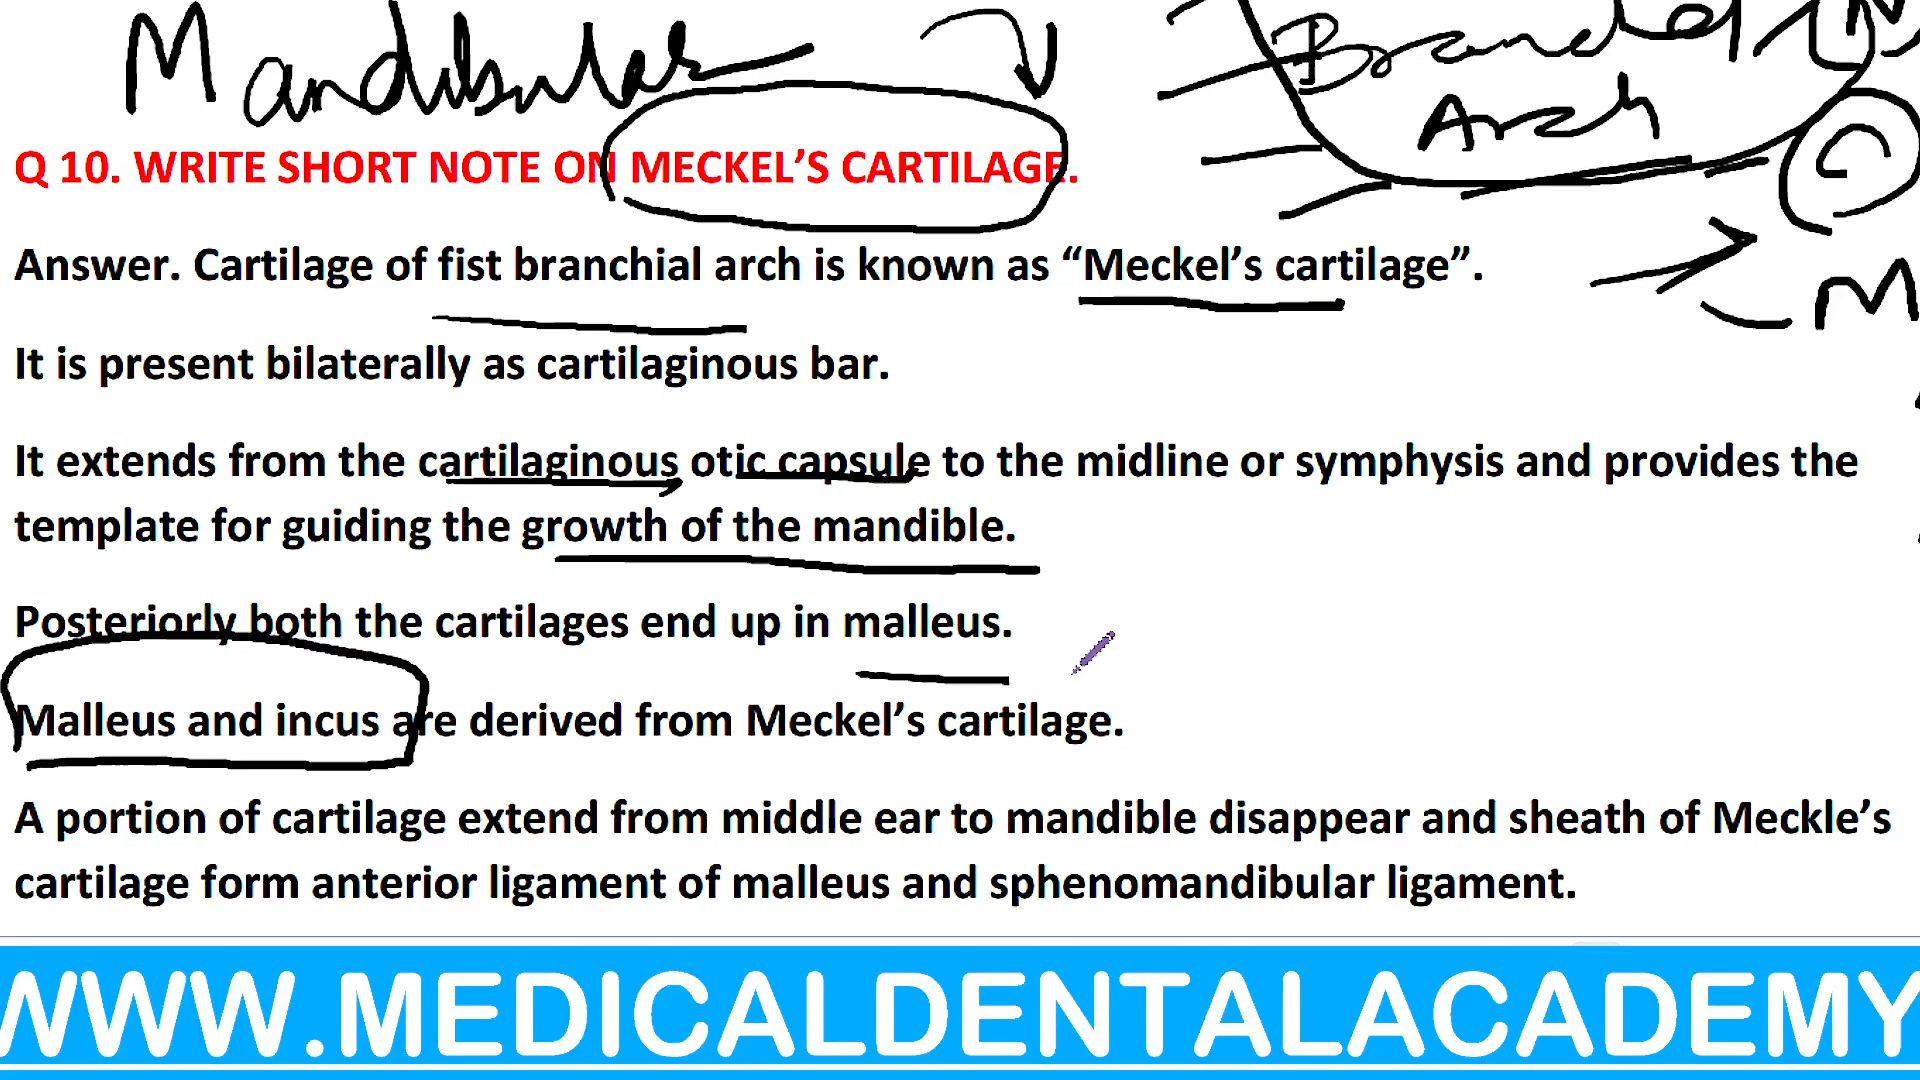 Mandibular
Branchial
Arch
Q 10. WRITE SHORT NOTE ON MECKEL’S CARTILAGE.
Answer. Cartilage of fist branchial arch is known as “Meckel’s cartilage”.
M
It is present bilaterally as cartilaginous bar.
It extends from the cartilaginous otic capsule to the midline or symphysis and provides the
template for guiding the growth of the mandible.
Posteriorly both the cartilages end up in malleus.
Malleus and incus are derived from Meckel’s cartilage.
A portion of cartilage extend from middle ear to mandible disappear and sheath of Meckle’s
cartilage form anterior ligament of malleus and sphenomandibular ligament.
WWW.MEDICALDENTALACADEMY